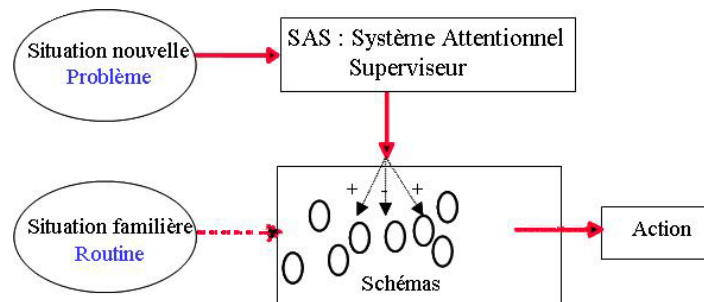 Situation nouvelle
Problème
SAS : Système Attentionnel
Superviseur
+ - +
Situation familière
Routine
Schémas
Action